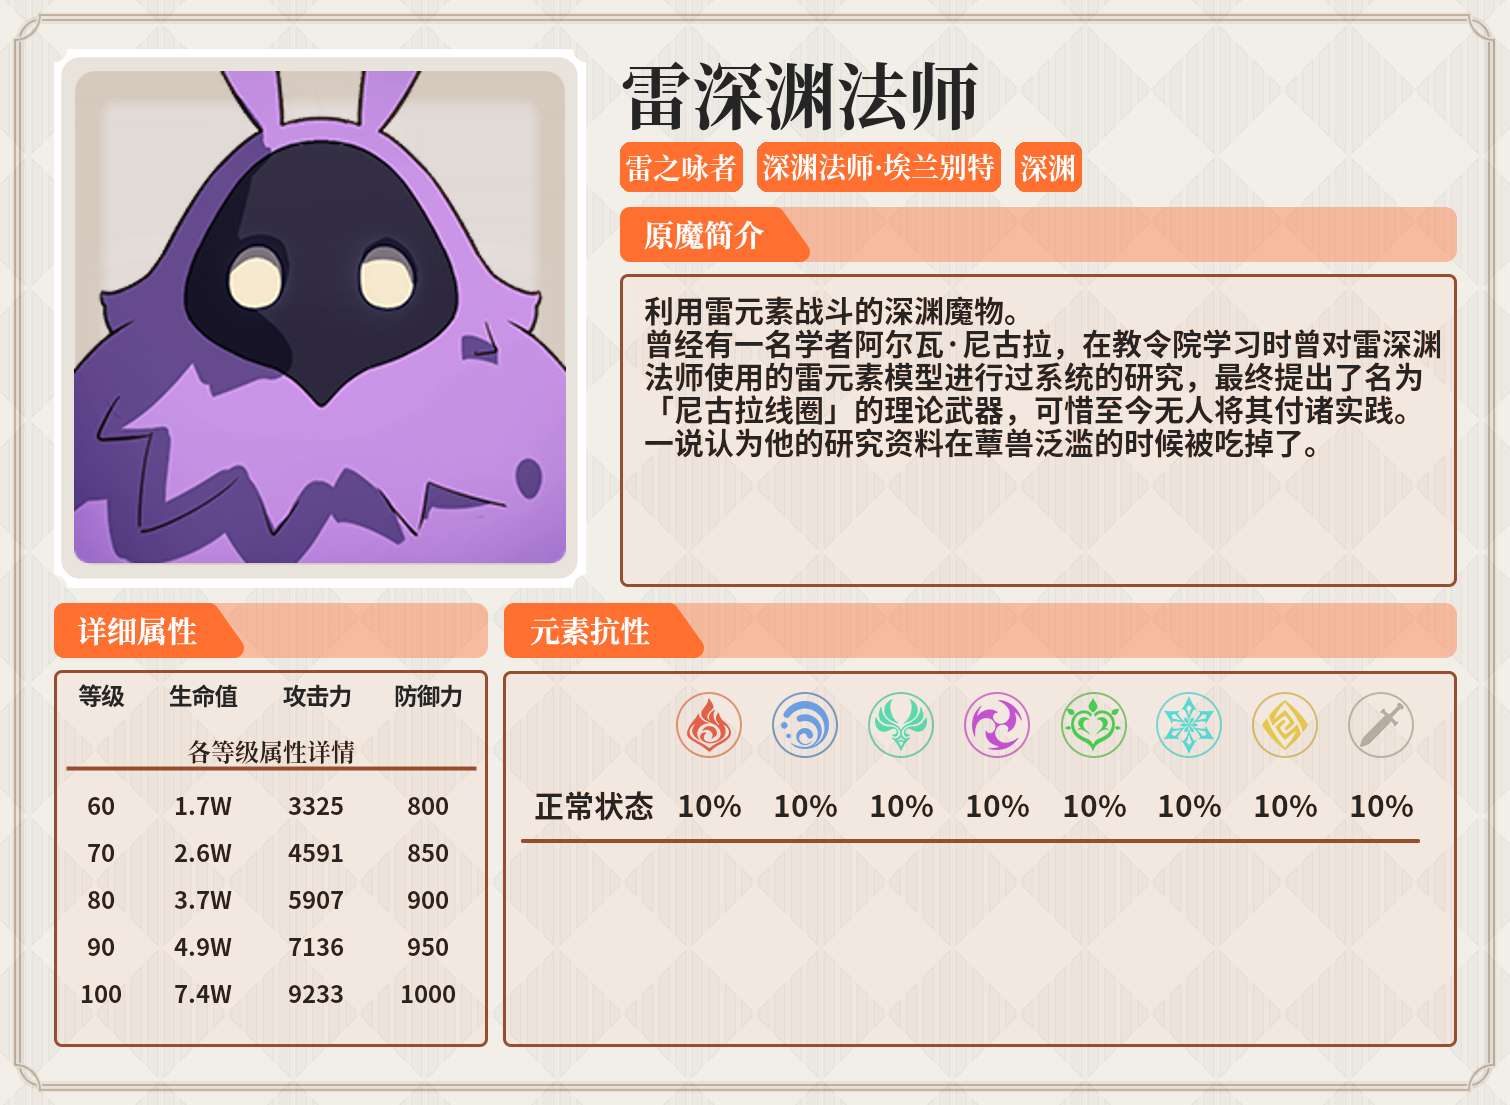 雷深渊法师
雷之咏者 深渊法师·埃兰别特 深渊
原魔简介
利用雷元素战斗的深渊魔物。
曾经有一名学者阿尔瓦·尼古拉，在教令院学习时曾对雷深渊
法师使用的雷元素模型进行过系统的研究，最终提出了名为
「尼古拉线圈」的理论武器，可惜至今无人将其付诸实践。
一说认为他的研究资料在蕈兽泛滥的时候被吃掉了。
详细属性
等级 生命值 攻击力 防御力
各等级属性详情
60 1.7W 3325 800
70 2.6W 4591 850
80 3.7W 5907 900
90 4.9W 7136 950
100 7.4W 9233 1000
元素抗性
正常状态 10% 10% 10% 10% 10% 10% 10% 10%